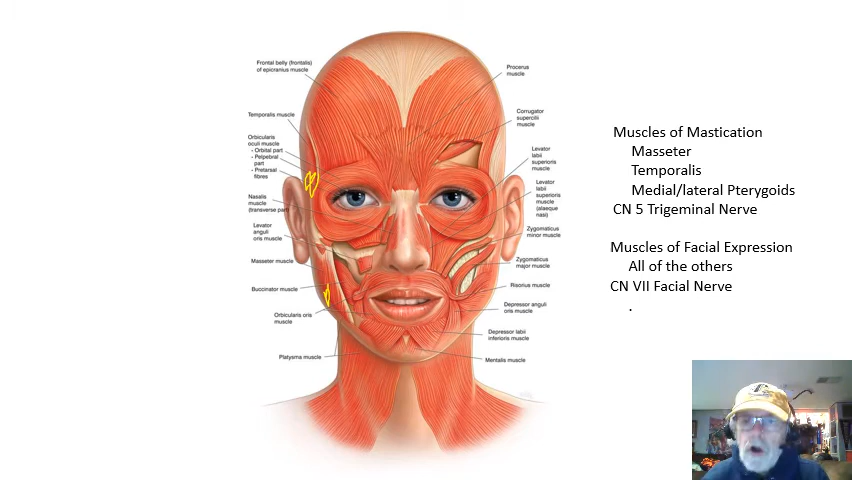 Frontal belly (frontalis)
of epicranius muscle
Temporalis muscle
Orbicularis
oculi muscle
- Orbital part
- Pelpebral
part
- Pretarsal
fibres
Nasalis
muscle
(transverse part)
Levator
anguli
oris muscle
Masseter muscle
Buccinator muscle
Orbicularis oris
muscle
Platysma muscle
Procerus
muscle
Corrugator
supercilii
muscle
Levator
labii
superioris
muscle
Levator
labii
superioris
muscle
(alaeque
nasi)
Zygomaticus
minor muscle
Zygomaticus
major muscle
Risorius muscle
Depressor anguli
oris muscle
Depressor labii
inferioris muscle
Mentalis muscle
Muscles of Mastication
Masseter
Temporalis
Medial/lateral Pterygoids
CN 5 Trigeminal Nerve
Muscles of Facial Expression
All of the others
CN VII Facial Nerve
.